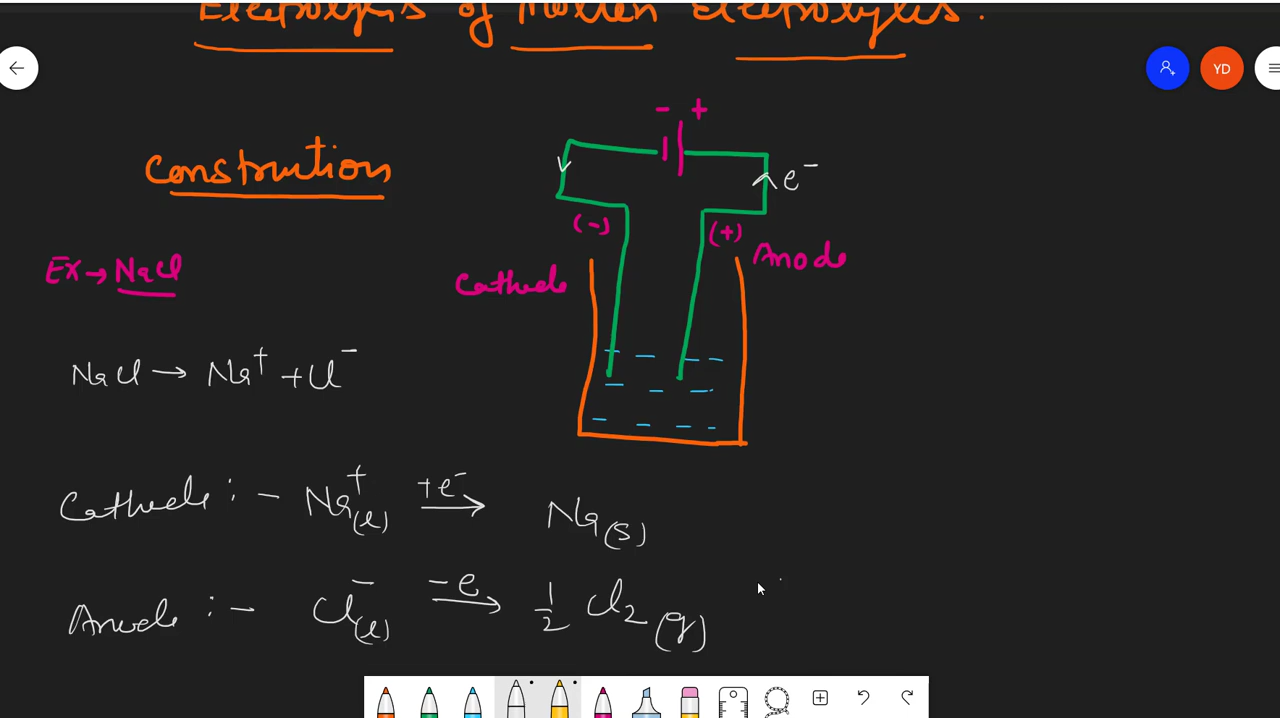 Electrolysis of Molten Electrolytes.
YD
- +
Constrution
e⁻
(-) (+)
Anode
Ex → NaCl
Cathode
NaCl → Na⁺ + Cl⁻
Cathode :- Na⁺(l) +e⁻ → Na(s)
Anode :- Cl⁻(l) -e → 1/2 Cl2(g)